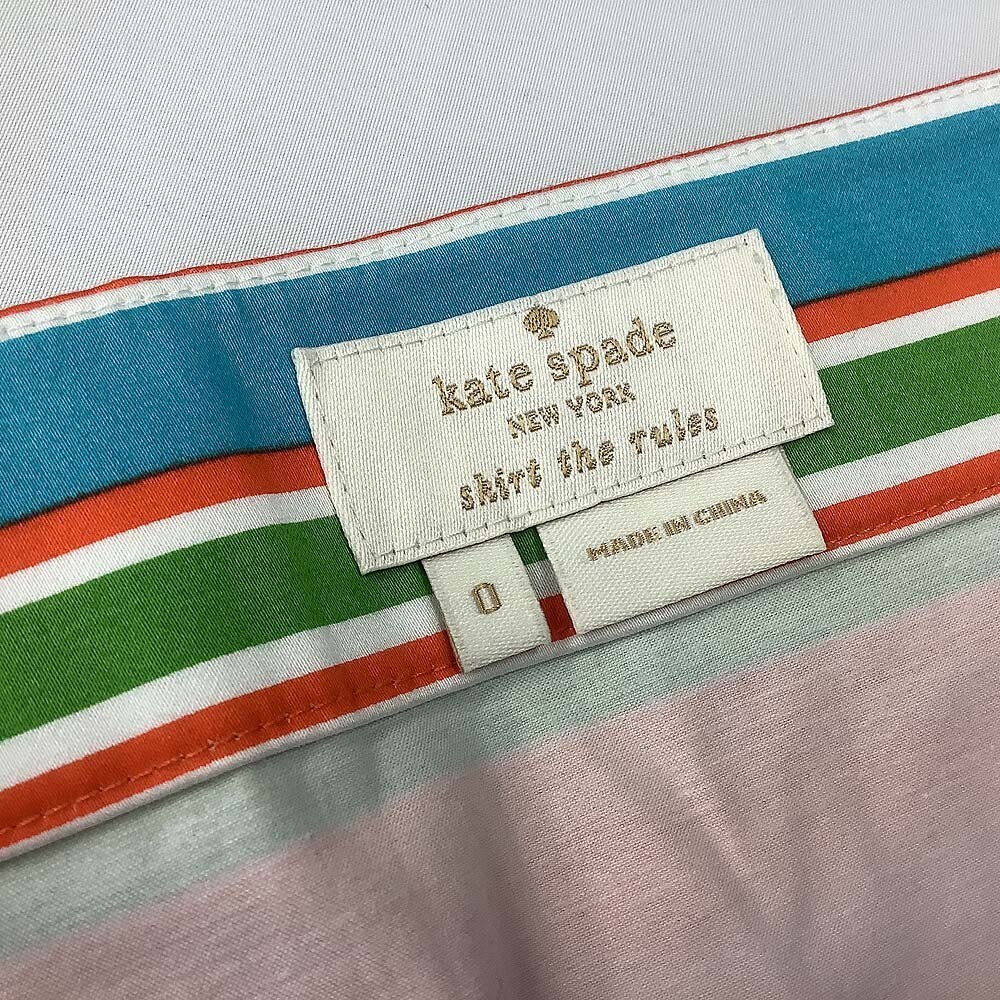 kate spade
NEW YORK
skirt the rules
MADE IN CHINA
0